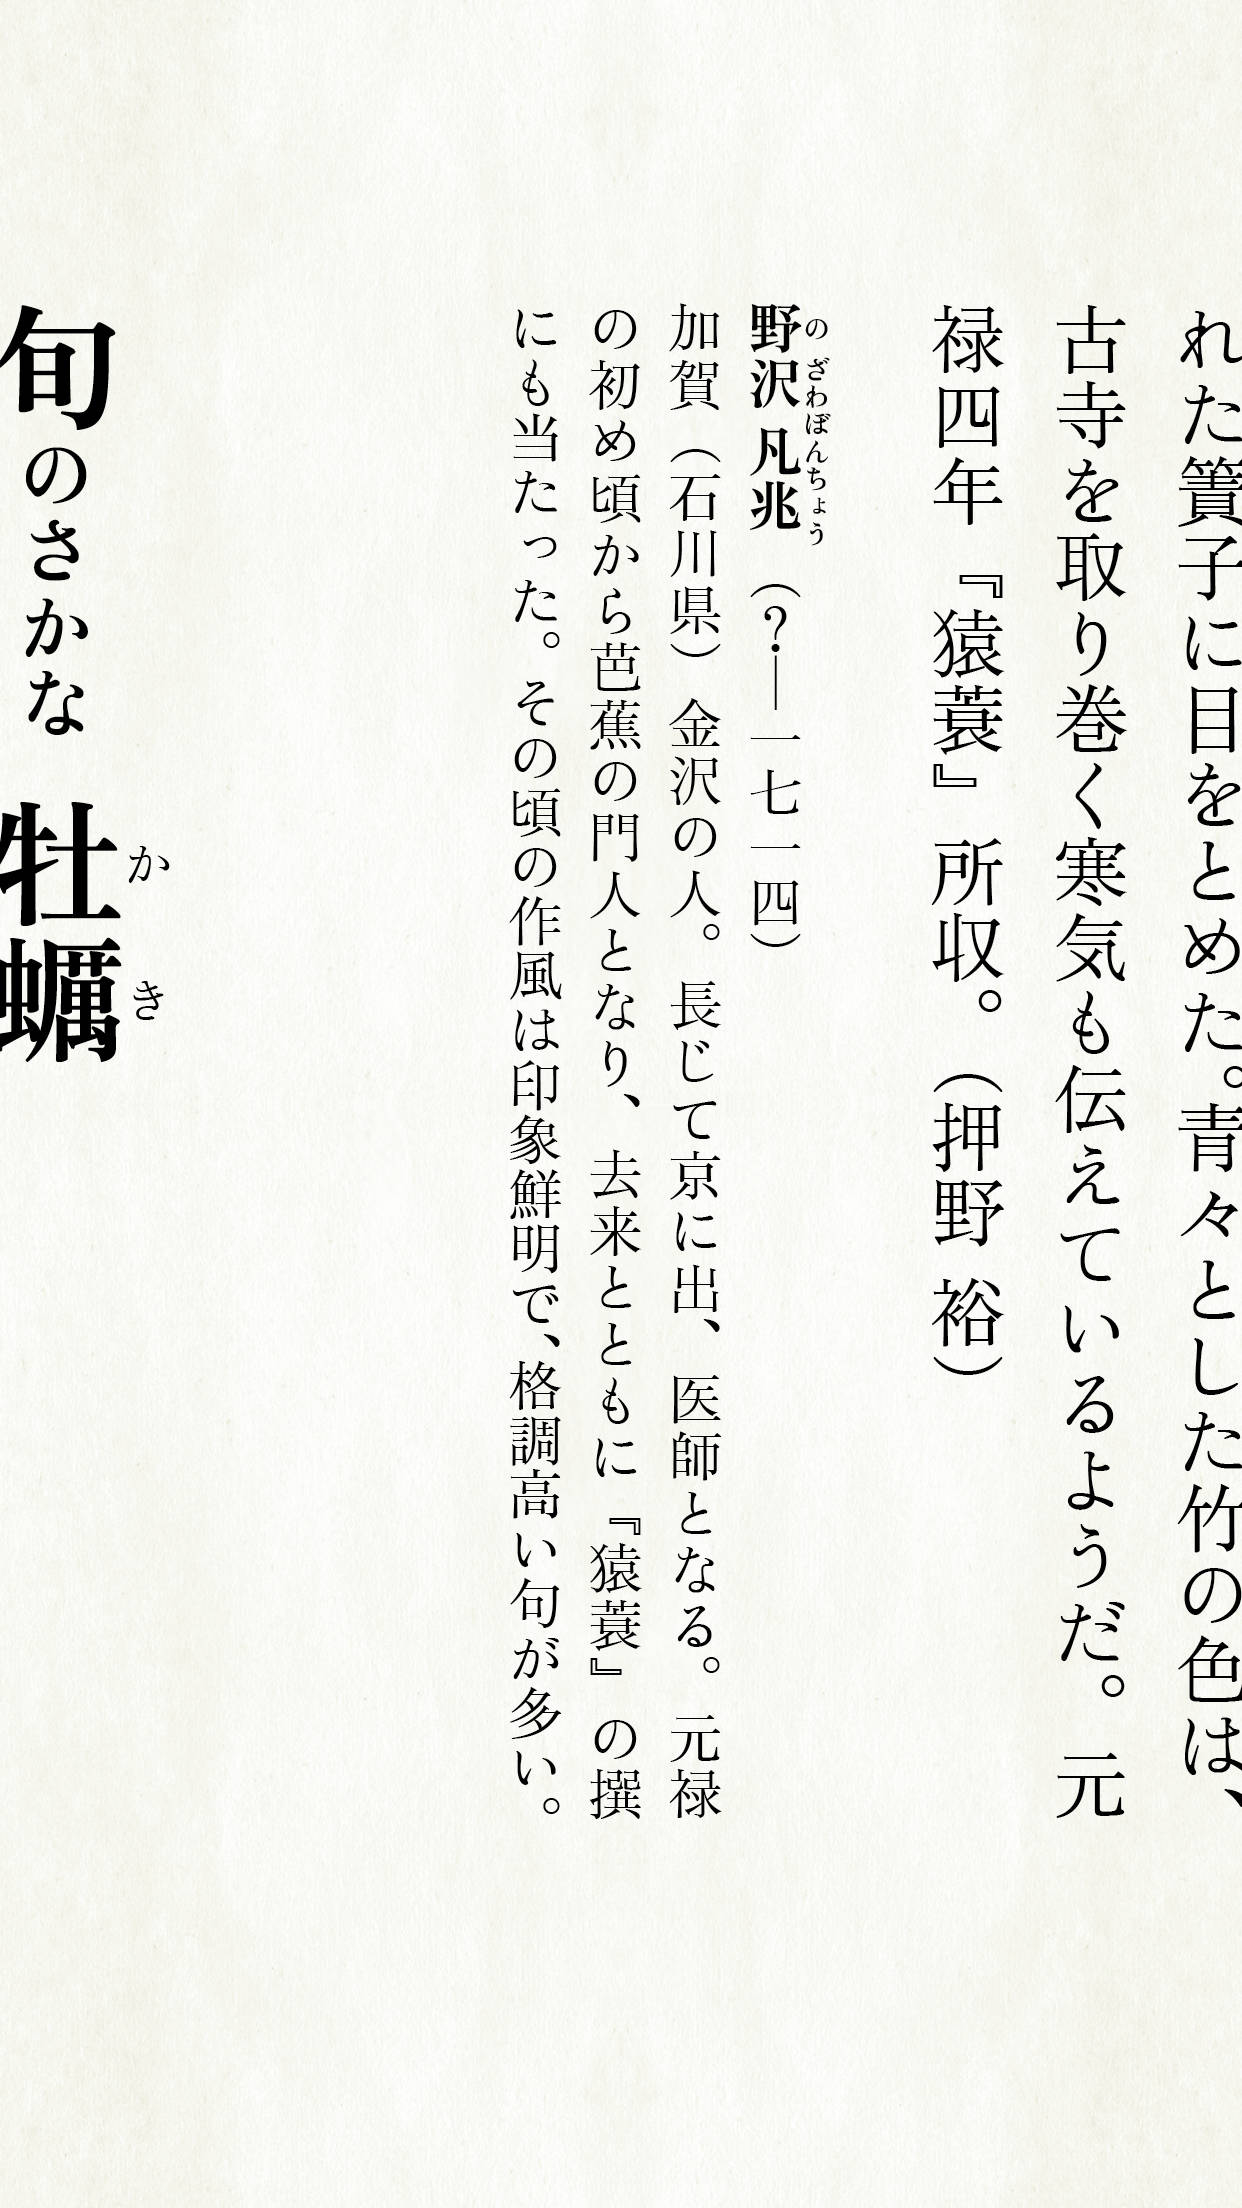 れた簀子に目をとめた。青々とした竹の色は、
古寺を取り巻く寒気も伝えているようだ。元
禄四年『猿蓑』所収。（押野 裕）
野沢 凡兆（？―一七一四）
のざわぼんちょう
加賀（石川県）金沢の人。長じて京に出、医師となる。元禄
の初め頃から芭蕉の門人となり、去来とともに『猿蓑』の撰
にも当たった。その頃の作風は印象鮮明で、格調高い句が多い。
旬のさかな 牡蠣
かき